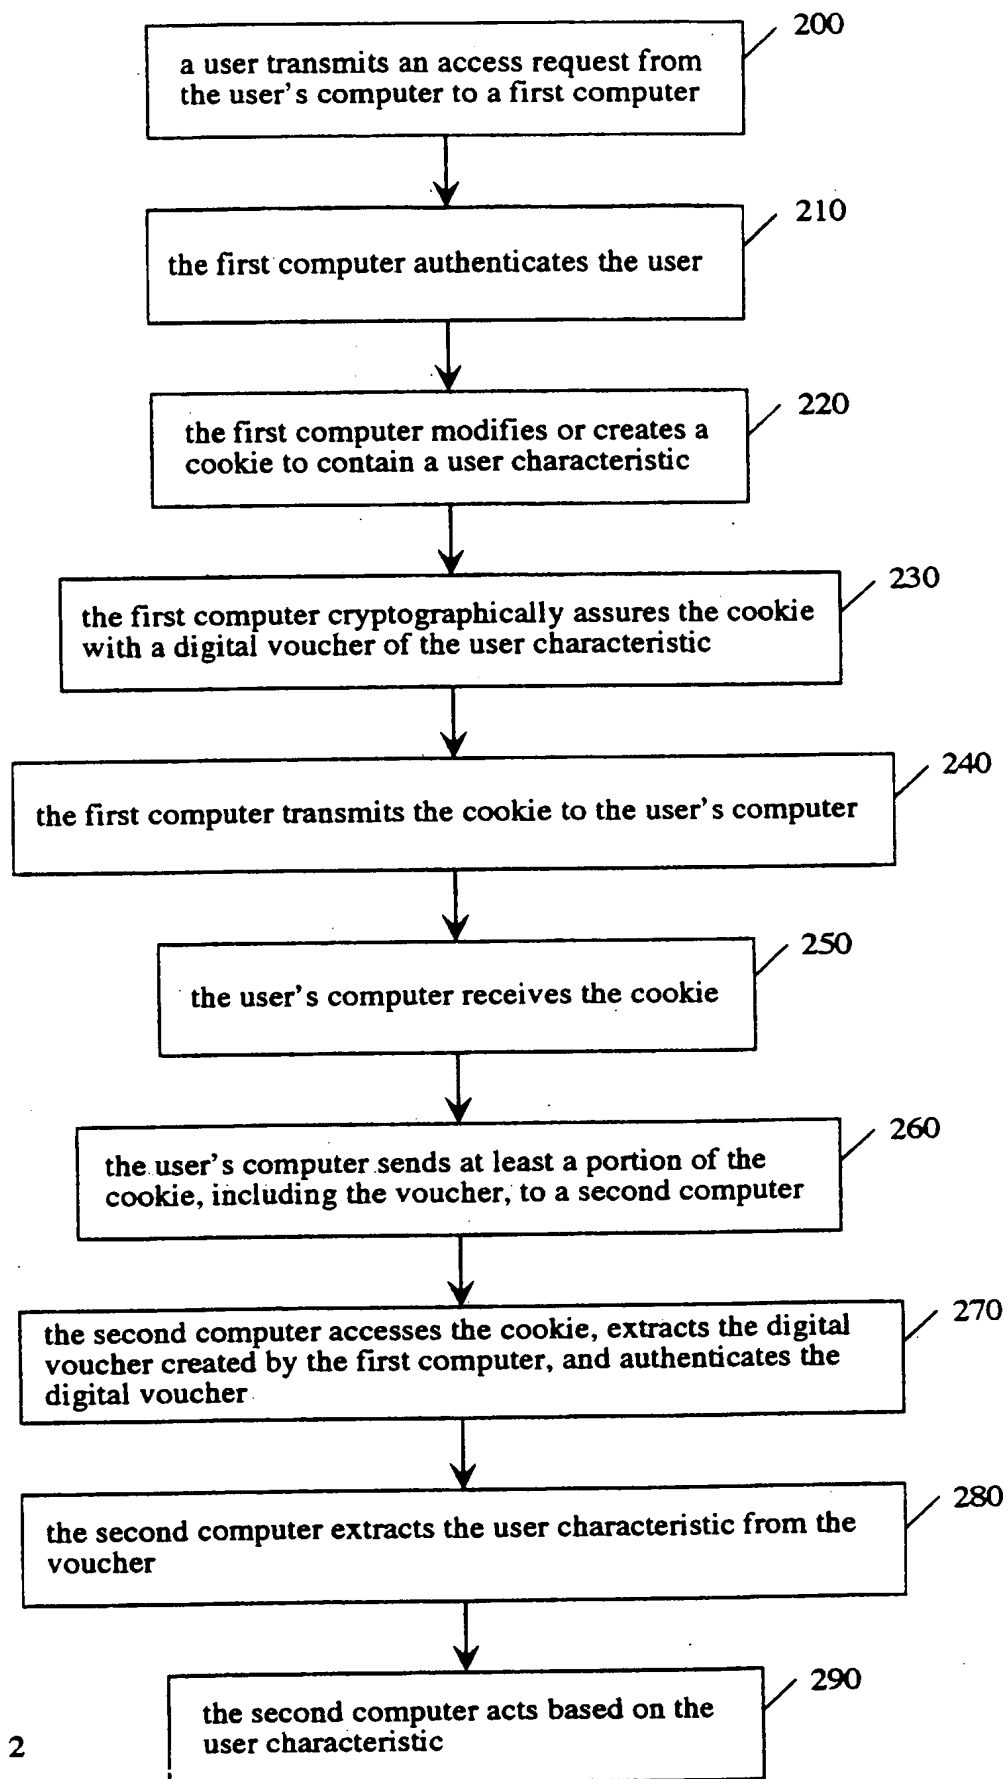 200
a user transmits an access request from
the user's computer to a first computer
210
the first computer authenticates the user
220
the first computer modifies or creates a
cookie to contain a user characteristic
230
the first computer cryptographically assures the cookie
with a digital voucher of the user characteristic
240
the first computer transmits the cookie to the user's computer
250
the user's computer receives the cookie
260
the user's computer sends at least a portion of the
cookie, including the voucher, to a second computer
270
the second computer accesses the cookie, extracts the digital
voucher created by the first computer, and authenticates the
digital voucher
280
the second computer extracts the user characteristic from the
voucher
290
the second computer acts based on the
user characteristic
2